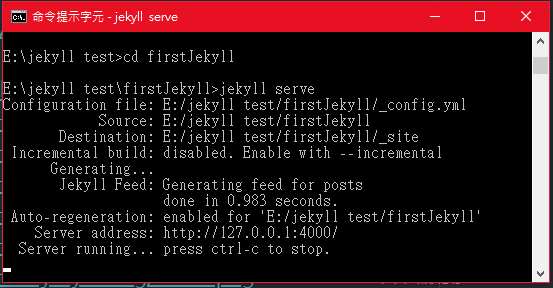 命令提示字元 - jekyll serve
E:\jekyll test>cd firstJekyll
E:\jekyll test\firstJekyll>jekyll serve
Configuration file: E:/jekyll test/firstJekyll/_config.yml
Source: E:/jekyll test/firstJekyll
Destination: E:/jekyll test/firstJekyll/_site
Incremental build: disabled. Enable with --incremental
Generating...
Jekyll Feed: Generating feed for posts
done in 0.983 seconds.
Auto-regeneration: enabled for 'E:/jekyll test/firstJekyll'
Server address: http://127.0.0.1:4000/
Server running... press ctrl-c to stop.